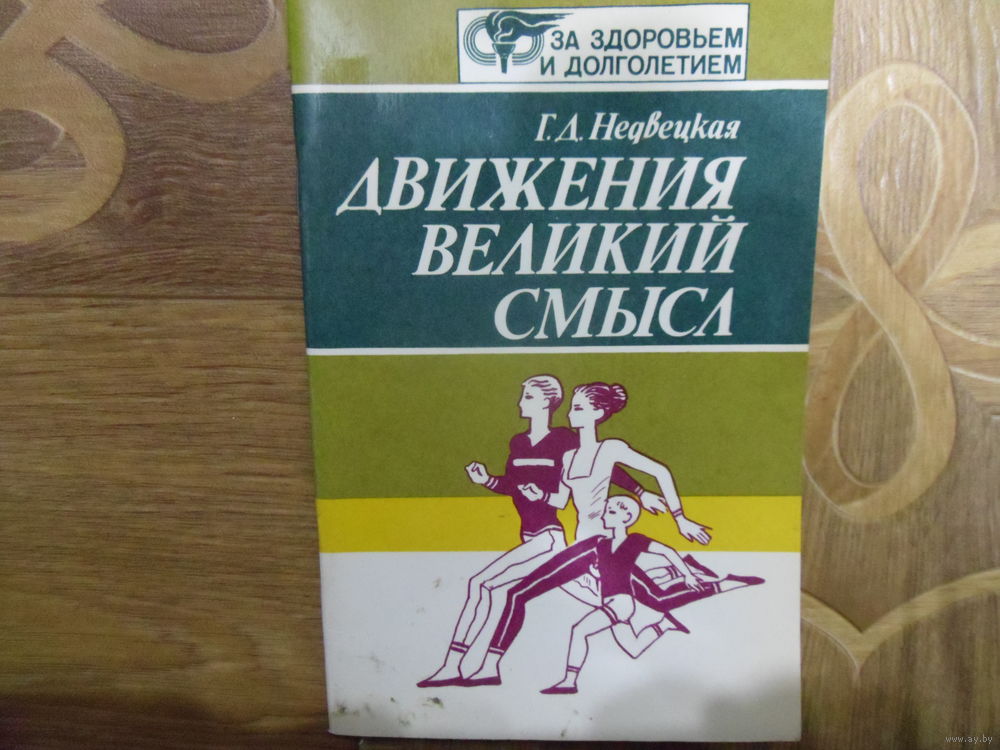 ЗА ЗДОРОВЬЕМ
И ДОЛГОЛЕТИЕМ
Г.Д. Недвецкая
ДВИЖЕНИЯ
ВЕЛИКИЙ
СМЫСЛ
www.ay.by